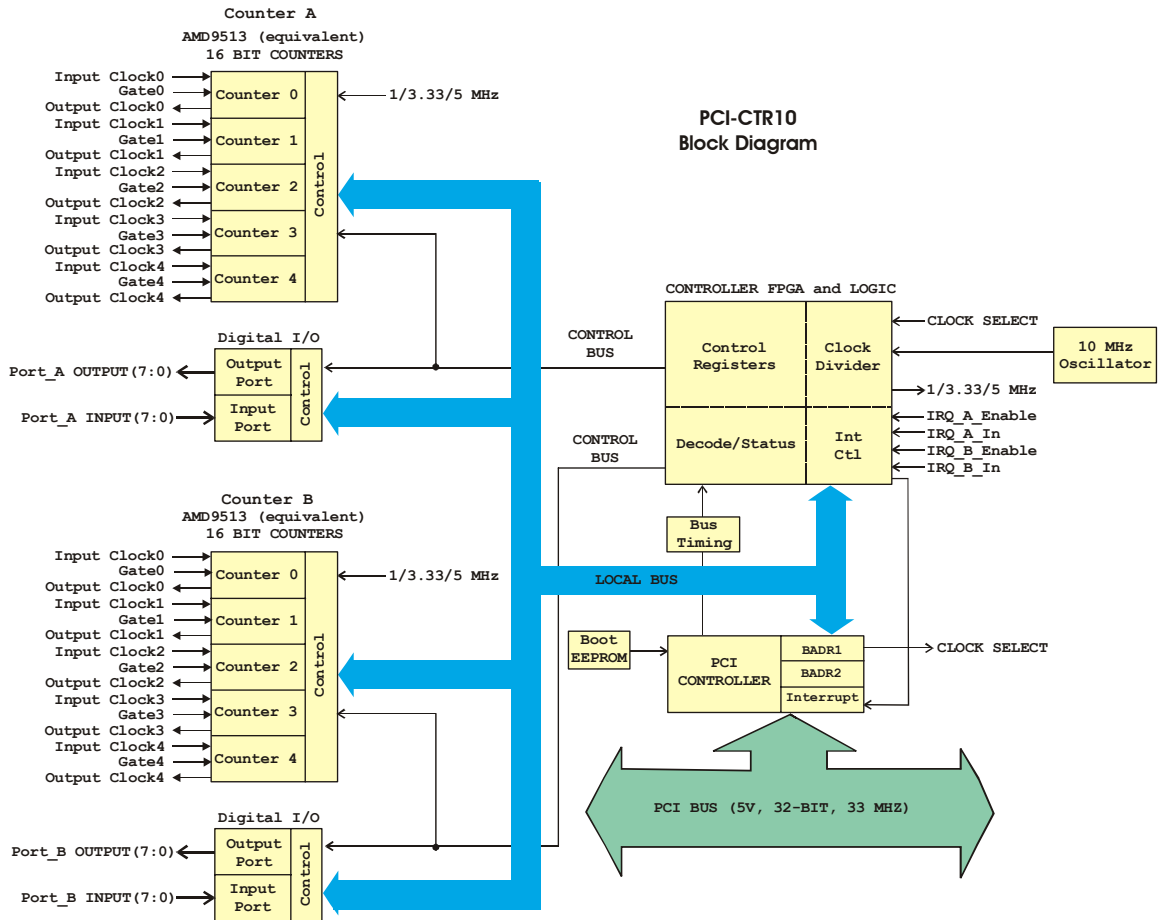 Counter A
AMD9513 (equivalent)
16 BIT COUNTERS
Input Clock0
Gate0
Output Clock0
Input Clock1
Gate1
Output Clock1
Input Clock2
Gate2
Output Clock2
Input Clock3
Gate3
Output Clock3
Input Clock4
Gate4
Output Clock4
Counter 0
Counter 1
Counter 2
Counter 3
Counter 4
Control
1/3.33/5 MHz
PCI-CTR10
Block Diagram
Digital I/O
Port_A OUTPUT(7:0)
Port_A INPUT(7:0)
Output
Port
Input
Port
Control
CONTROL
BUS
CONTROL
BUS
CONTROLLER FPGA and LOGIC
Control
Registers
Clock
Divider
Decode/Status
Int
Ctl
CLOCK SELECT
10 MHz
Oscillator
1/3.33/5 MHz
IRQ_A_Enable
IRQ_A_In
IRQ_B_Enable
IRQ_B_In
Bus
Timing
LOCAL BUS
Boot
EEPROM
PCI
CONTROLLER
BADR1
BADR2
Interrupt
CLOCK SELECT
PCI BUS (5V, 32-BIT, 33 MHZ)
Counter B
AMD9513 (equivalent)
16 BIT COUNTERS
Input Clock0
Gate0
Output Clock0
Input Clock1
Gate1
Output Clock1
Input Clock2
Gate2
Output Clock2
Input Clock3
Gate3
Output Clock3
Input Clock4
Gate4
Output Clock4
Counter 0
Counter 1
Counter 2
Counter 3
Counter 4
Control
1/3.33/5 MHz
Digital I/O
Port_B OUTPUT(7:0)
Port_B INPUT(7:0)
Output
Port
Input
Port
Control